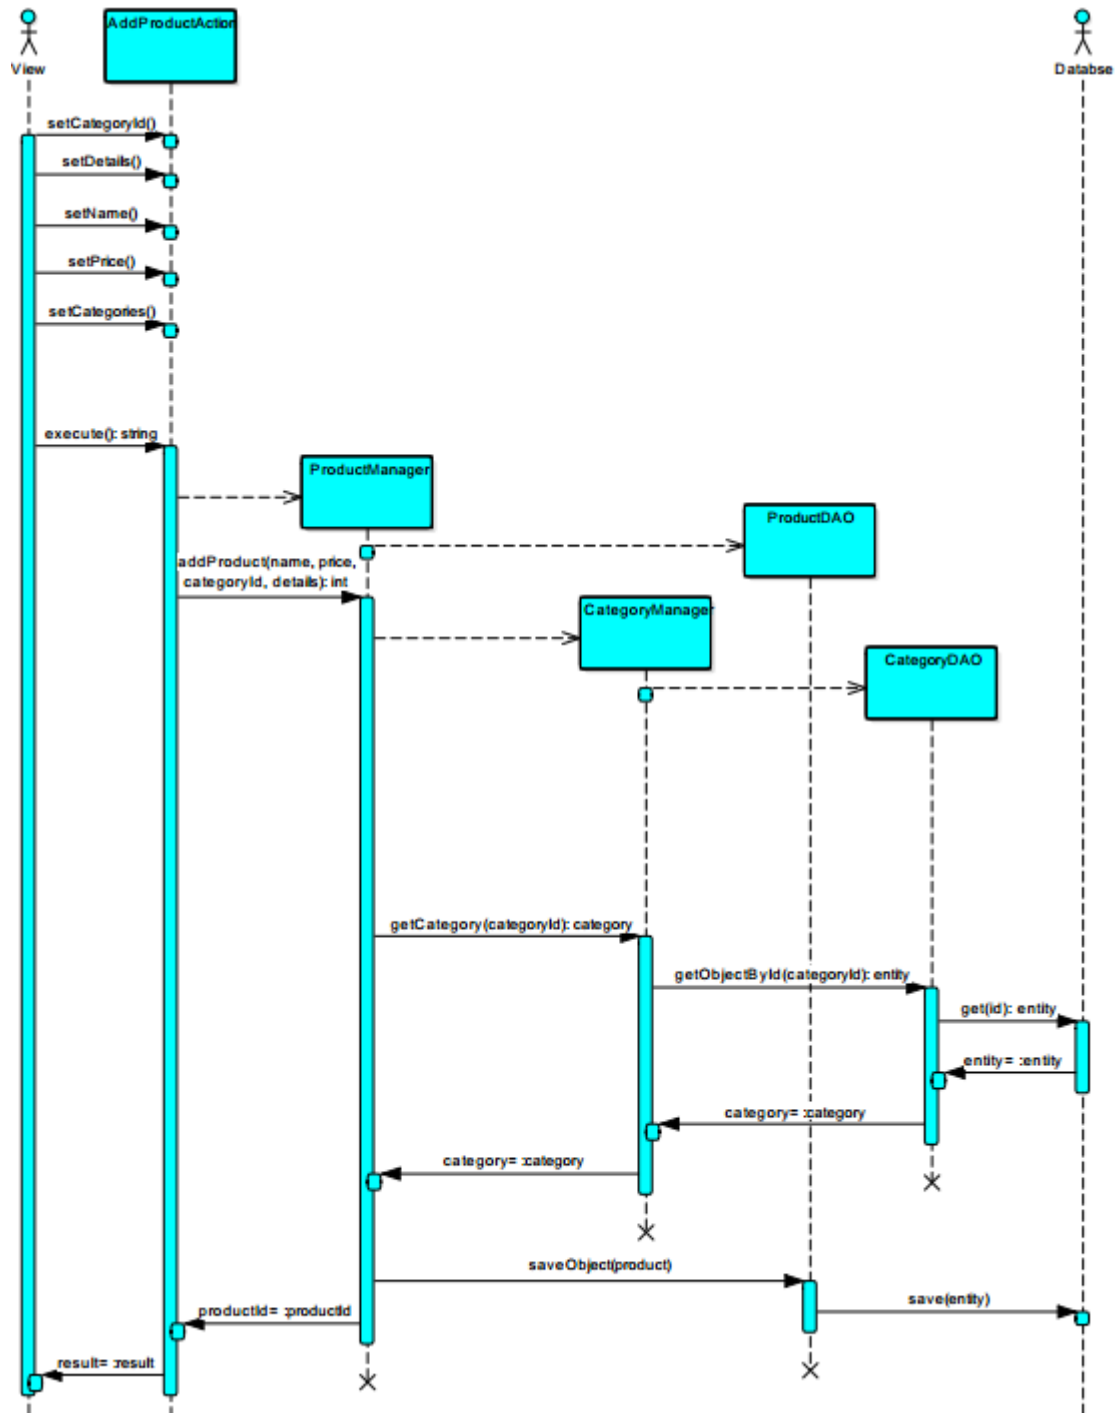 AddProductAction
View
Databse
setCategoryId()
setDetails()
setName()
setPrice()
setCategories()
execute(): string
ProductManager
ProductDAO
addProduct(name, price,
categoryId, details): int
CategoryManager
CategoryDAO
getCategory(categoryId): category
getObjectById(categoryId): entity
get(id): entity
entity= :entity
category= :category
category= :category
saveObject(product)
save(entity)
productId= :productId
result= :result